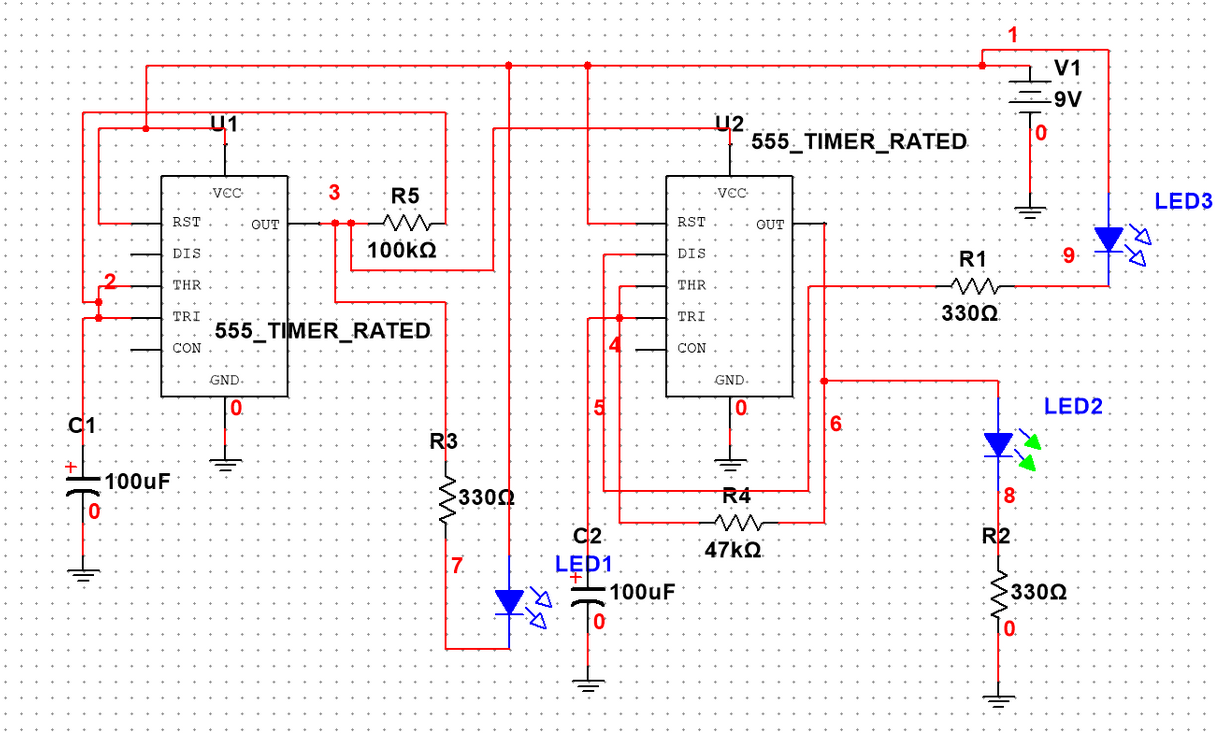 1
V1
9V
0
U1
U2
555_TIMER_RATED
VCC
VCC
3
R5
LED3
RST
OUT
100kΩ
RST
OUT
DIS
DIS
9
R1
2
THR
THR
330Ω
TRI
555_TIMER_RATED
TRI
CON
4
CON
GND
GND
0
5
0
6
LED2
C1
R3
100uF
330Ω
R4
8
0
47kΩ
C2
R2
7
LED1
100uF
330Ω
0
0